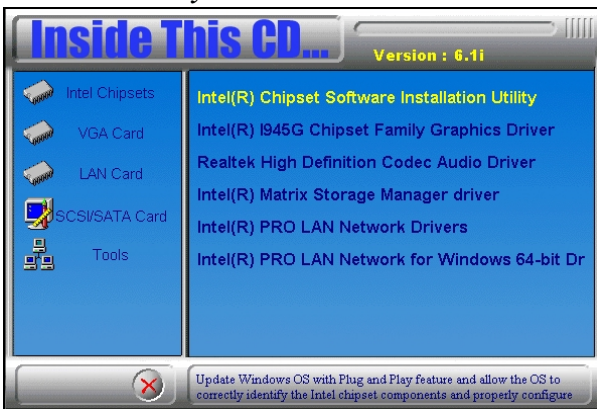 Inside This CD...
Version : 6.1i
Intel Chipsets
VGA Card
LAN Card
SCSI/SATA Card
Tools
Intel(R) Chipset Software Installation Utility
Intel(R) I945G Chipset Family Graphics Driver
Realtek High Definition Codec Audio Driver
Intel(R) Matrix Storage Manager driver
Intel(R) PRO LAN Network Drivers
Intel(R) PRO LAN Network for Windows 64-bit Dr
Update Windows OS with Plug and Play feature and allow the OS to
correctly identify the Intel chipset components and properly configure